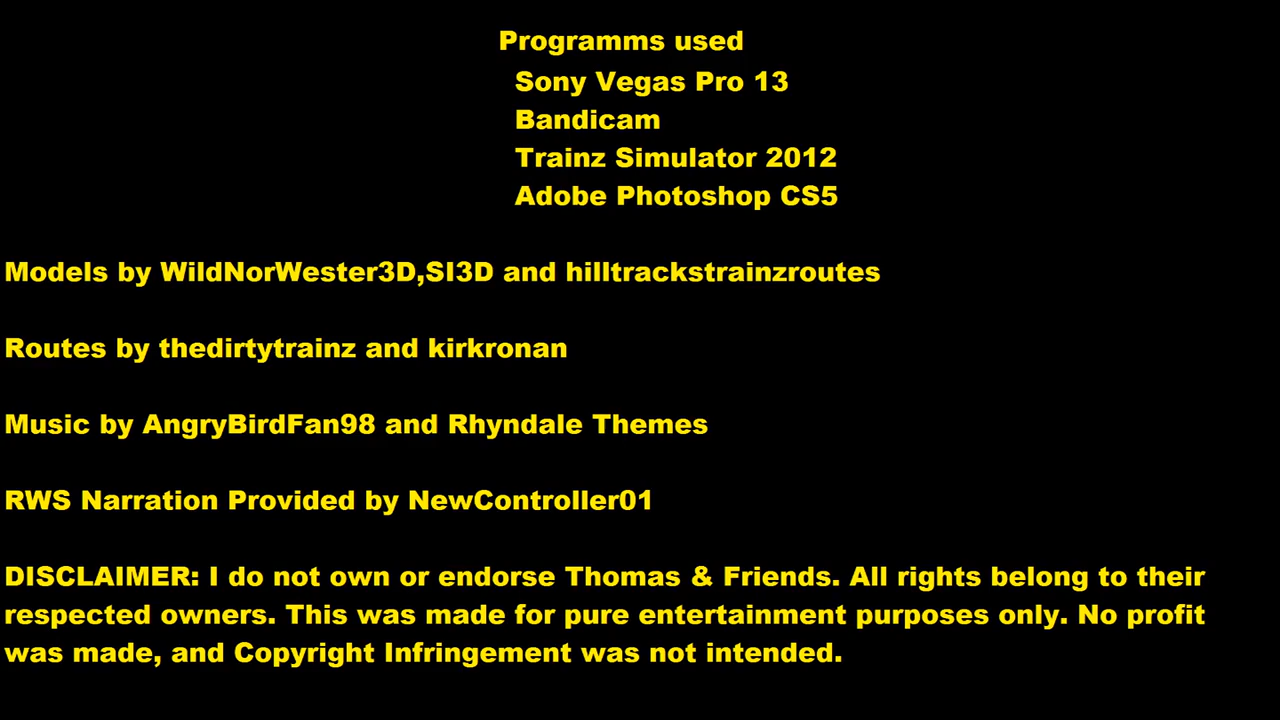 Programms used
Sony Vegas Pro 13
Bandicam
Trainz Simulator 2012
Adobe Photoshop CS5
Models by WildNorWester3D,SI3D and hilltrackstrainzroutes
Routes by thedirtytrainz and kirkronan
Music by AngryBirdFan98 and Rhyndale Themes
RWS Narration Provided by NewController01
DISCLAIMER: I do not own or endorse Thomas & Friends. All rights belong to their
respected owners. This was made for pure entertainment purposes only. No profit
was made, and Copyright Infringement was not intended.